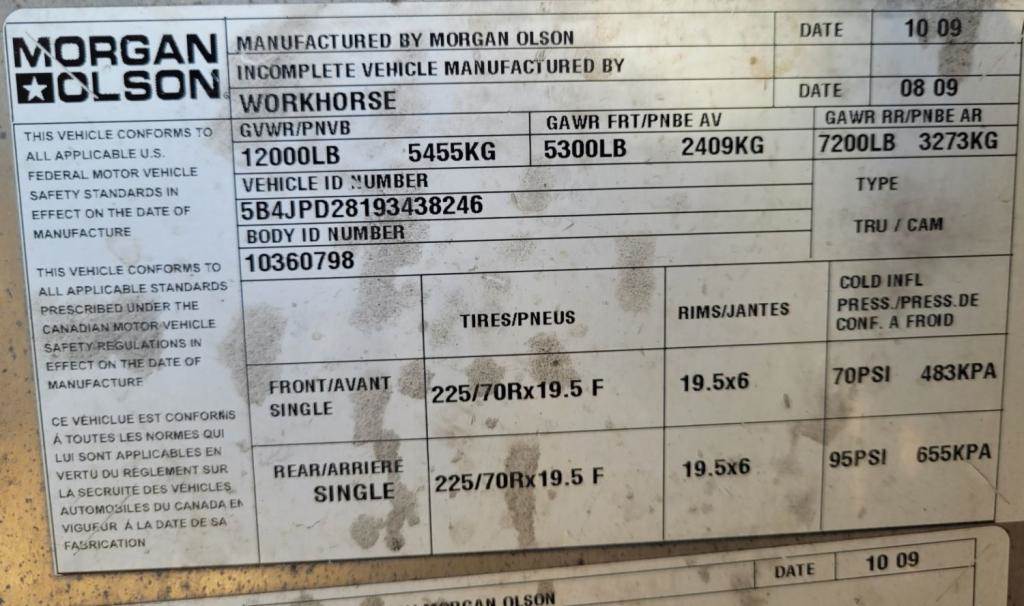 MORGAN
OLSON
MANUFACTURED BY MORGAN OLSON DATE 10 09
INCOMPLETE VEHICLE MANUFACTURED BY
WORKHORSE DATE 08 09
GVWR/PNVB GAWR FRT/PNBE AV GAWR RR/PNBE AR
12000LB 5455KG 5300LB 2409KG 7200LB 3273KG
VEHICLE ID NUMBER TYPE
5B4JPD28193438246
BODY ID NUMBER TRU / CAM
10360798
THIS VEHICLE CONFORMS TO
ALL APPLICABLE U.S.
FEDERAL MOTOR VEHICLE
SAFETY STANDARDS IN
EFFECT ON THE DATE OF
MANUFACTURE
THIS VEHICLE CONFORMS TO
ALL APPLICABLE STANDARDS
PRESCRIBED UNDER THE
CANADIAN MOTOR VEHICLE
SAFETY REGULATIONS IN
EFFECT ON THE DATE OF
MANUFACTURE
CE VÉHICLUE EST CONFORMS
Á TOUTES LES NORMES QUI
LUI SONT APPLICABLES EN
VERTU DU RÉGLEMENT SUR
LA SECRUITÉ DES VÉHICLES
AUTOMOBILES DU CANADA EN
VIGUEUR Á LA DATE DE SA
FABRICATION
TIRES/PNEUS RIMS/JANTES COLD INFL
PRESS./PRESS.DE
CONF. A FROID
FRONT/AVANT
SINGLE 225/70Rx19.5 F 19.5x6 70PSI 483KPA
REAR/ARRIERE
SINGLE 225/70Rx19.5 F 19.5x6 95PSI 655KPA
MORGAN OLSON DATE 10 09